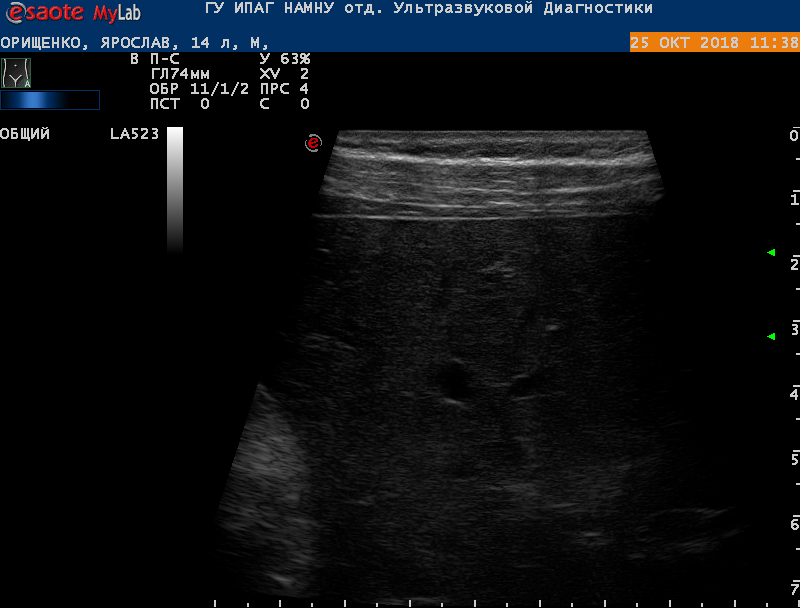 esaote MyLab
ГУ ИПАГ НАМНУ отд. Ультразвуковой Диагностики
ОРИЩЕНКО, ЯРОСЛАВ, 14 л, М,
25 ОКТ 2018 11:38
В П-С У 63%
ГЛ74мм XV 2
ОБР 11/1/2 ПРС 4
ПСТ 0 С 0
A
ОБЩИЙ LA523
e
0
1
2
3
4
5
6
7